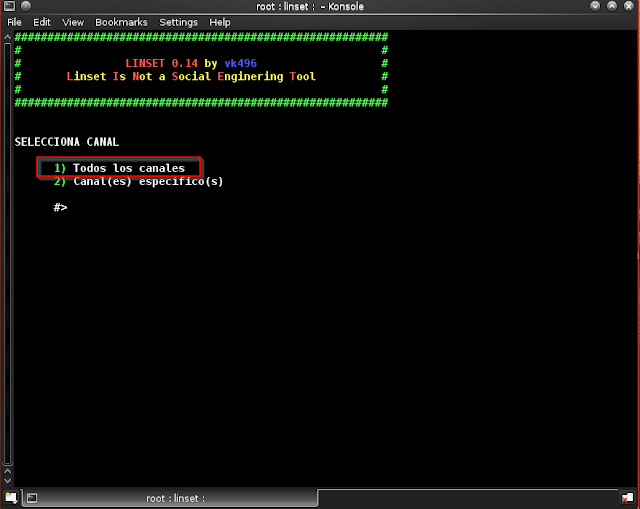 root : linset :  – Konsole
File Edit View Bookmarks Settings Help
#########################################################
# #
# LINSET 0.14 by vk496 #
# Linset Is Not a Social Enginering Tool #
# #
#########################################################
SELECCIONA CANAL
1) Todos los canales
2) Canal(es) especifico(s)
#>
root : linset :